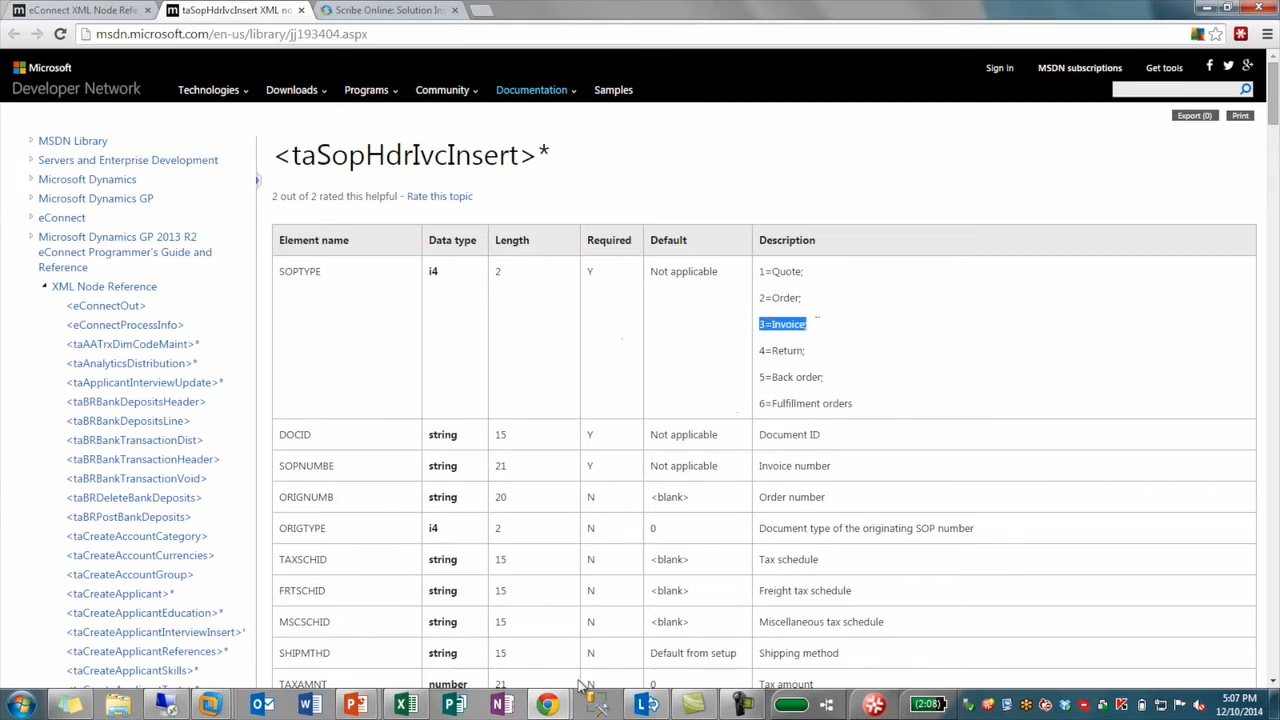 eConnect XML Node Refe
taSopHdrIvcInsert XML no
Scribe Online: Solution In
msdn.microsoft.com/en-us/library/jj193404.aspx
Microsoft
Developer Network
Sign in
MSDN subscriptions
Get tools
Technologies
Downloads
Programs
Community
Documentation
Samples
Export (0)
Print
MSDN Library
Servers and Enterprise Development
Microsoft Dynamics
Microsoft Dynamics GP
eConnect
Microsoft Dynamics GP 2013 R2
eConnect Programmer's Guide and
Reference
XML Node Reference
<eConnectOut>
<eConnectProcessInfo>
<taAATrxDimCodeMaint>*
<taAnalyticsDistribution>*
<taApplicantInterviewUpdate>*
<taBRBankDepositsHeader>
<taBRBankDepositsLine>
<taBRBankTransactionDist>
<taBRBankTransactionHeader>
<taBRBankTransactionVoid>
<taBRDeleteBankDeposits>
<taBRPostBankDeposits>
<taCreateAccountCategory>
<taCreateAccountCurrencies>
<taCreateAccountGroup>
<taCreateApplicant>*
<taCreateApplicantEducation>*
<taCreateApplicantInterviewInsert>*
<taCreateApplicantReferences>*
<taCreateApplicantSkills>*
<taSopHdrIvcInsert>*
2 out of 2 rated this helpful - Rate this topic
Element name Data type Length Required Default Description
SOPTYPE i4 2 Y Not applicable 1=Quote;
2=Order;
3=Invoice;
4=Return;
5=Back order;
6=Fulfillment orders
DOCID string 15 Y Not applicable Document ID
SOPNUMBE string 21 Y Not applicable Invoice number
ORIGNUMB string 20 N <blank> Order number
ORIGTYPE i4 2 N 0 Document type of the originating SOP number
TAXSCHID string 15 N <blank> Tax schedule
FRTSCHID string 15 N <blank> Freight tax schedule
MSCSCHID string 15 N <blank> Miscellaneous tax schedule
SHIPMTHD string 15 N Default from setup Shipping method
TAXAMNT number 21 N 0 Tax amount
(2:08)
5:07 PM
12/10/2014